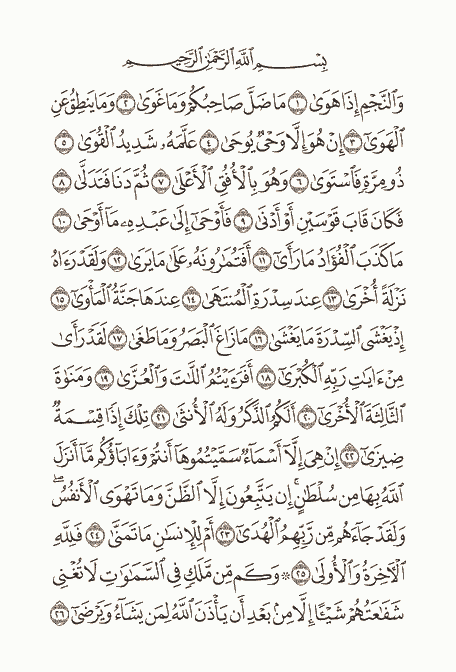 بِسْمِ ٱللَّهِ ٱلرَّحْمَٰنِ ٱلرَّحِيمِ
وَٱلنَّجْمِ إِذَا هَوَىٰ ١ مَا ضَلَّ صَاحِبُكُمْ وَمَا غَوَىٰ ٢ وَمَا يَنطِقُ عَنِ
ٱلْهَوَىٰٓ ٣ إِنْ هُوَ إِلَّا وَحْىٌ يُوحَىٰ ٤ عَلَّمَهُۥ شَدِيدُ ٱلْقُوَىٰ ٥
ذُو مِرَّةٍ فَٱسْتَوَىٰ ٦ وَهُوَ بِٱلْأُفُقِ ٱلْأَعْلَىٰ ٧ ثُمَّ دَنَا فَتَدَلَّىٰ ٨
فَكَانَ قَابَ قَوْسَيْنِ أَوْ أَدْنَىٰ ٩ فَأَوْحَىٰٓ إِلَىٰ عَبْدِهِۦ مَآ أَوْحَىٰ ١٠
مَا كَذَبَ ٱلْفُؤَادُ مَا رَأَىٰٓ ١١ أَفَتُمَٰرُونَهُۥ عَلَىٰ مَا يَرَىٰ ١٢ وَلَقَدْ رَءَاهُ
نَزْلَةً أُخْرَىٰ ١٣ عِندَ سِدْرَةِ ٱلْمُنتَهَىٰ ١٤ عِندَهَا جَنَّةُ ٱلْمَأْوَىٰٓ ١٥
إِذْ يَغْشَى ٱلسِّدْرَةَ مَا يَغْشَىٰ ١٦ مَا زَاغَ ٱلْبَصَرُ وَمَا طَغَىٰ ١٧ لَقَدْ رَأَىٰ
مِنْ ءَايَٰتِ رَبِّهِ ٱلْكُبْرَىٰٓ ١٨ أَفَرَءَيْتُمُ ٱللَّٰتَ وَٱلْعُزَّىٰ ١٩ وَمَنَوٰةَ
ٱلثَّالِثَةَ ٱلْأُخْرَىٰٓ ٢٠ أَلَكُمُ ٱلذَّكَرُ وَلَهُ ٱلْأُنثَىٰ ٢١ تِلْكَ إِذًا قِسْمَةٌ
ضِيزَىٰٓ ٢٢ إِنْ هِىَ إِلَّآ أَسْمَآءٌ سَمَّيْتُمُوهَآ أَنتُمْ وَءَابَآؤُكُم مَّآ أَنزَلَ
ٱللَّهُ بِهَا مِن سُلْطَٰنٍ ۚ إِن يَتَّبِعُونَ إِلَّا ٱلظَّنَّ وَمَا تَهْوَى ٱلْأَنفُسُ ۖ
وَلَقَدْ جَآءَهُم مِّن رَّبِّهِمُ ٱلْهُدَىٰٓ ٢٣ أَمْ لِلْإِنسَٰنِ مَا تَمَنَّىٰ ٢٤ فَلِلَّهِ
ٱلْءَاخِرَةُ وَٱلْأُولَىٰ ٢٥ ۞ وَكَم مِّن مَّلَكٍ فِى ٱلسَّمَٰوَٰتِ لَا تُغْنِى
شَفَٰعَتُهُمْ شَيْـًٔا إِلَّا مِنۢ بَعْدِ أَن يَأْذَنَ ٱللَّهُ لِمَن يَشَآءُ وَيَرْضَىٰٓ ٢٦